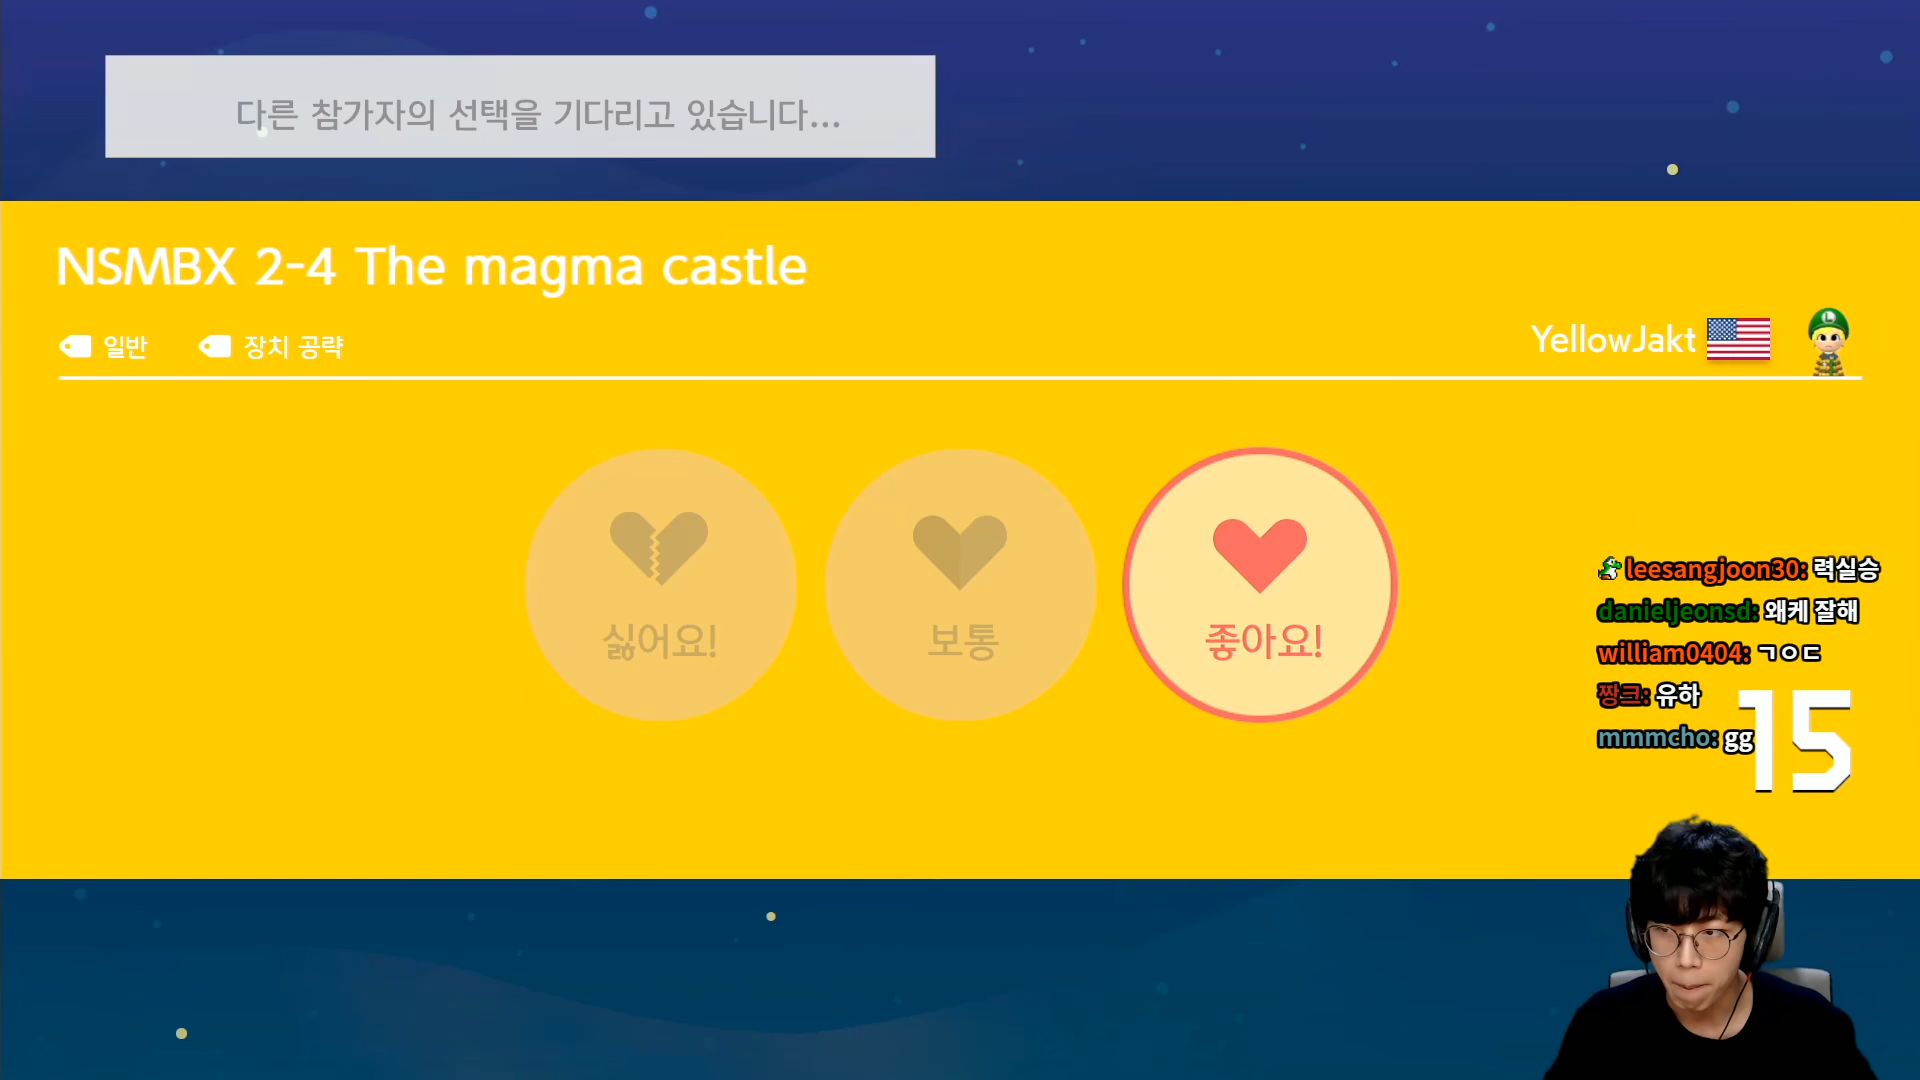 다른 참가자의 선택을 기다리고 있습니다...
NSMBX 2-4 The magma castle
일반 장치 공략
YellowJakt
L
싫어요! 보통 좋아요!
leesangjoon30: 력실승
danieljeonsd: 왜케 잘해
william0404: ㄱㅇㄷ
짱크: 유하
mmmcho: gg
15